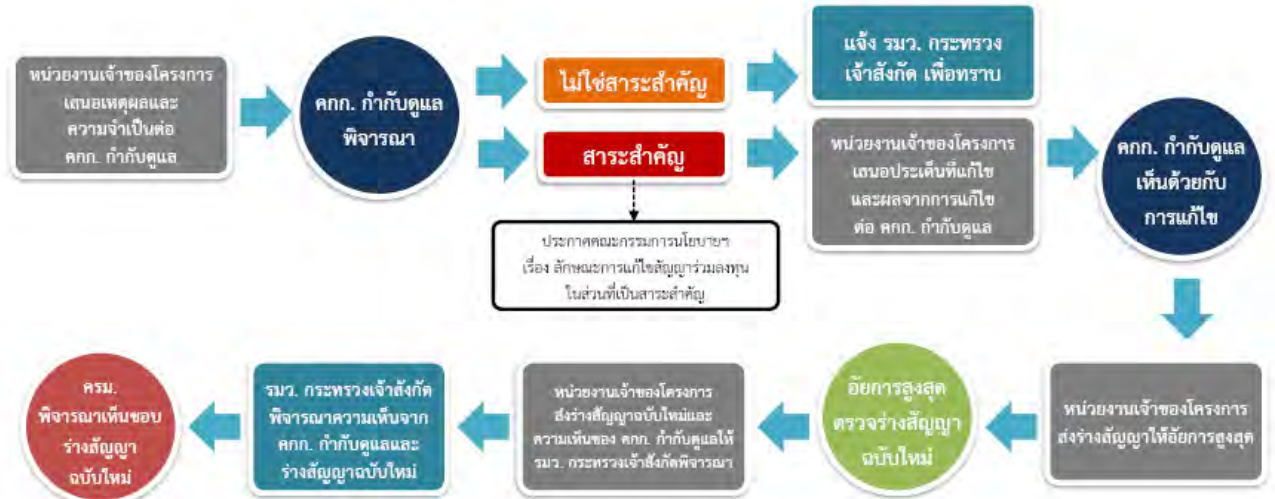 หน่วยงานเจ้าของโครงการ
เสนอเหตุผลและ
ความจำเป็นต่อ
คกก. กำกับดูแล
คกก. กำกับดูแล
พิจารณา
ไม่ใช่สาระสำคัญ
แจ้ง รมว. กระทรวง
เจ้าสังกัด เพื่อทราบ
สาระสำคัญ
หน่วยงานเจ้าของโครงการ
เสนอประเด็นที่แก้ไข
และผลจากการแก้ไข
ต่อ คกก. กำกับดูแล
คกก. กำกับดูแล
เห็นด้วยกับ
การแก้ไข
ประกาศคณะกรรมการนโยบายฯ
เรื่อง ลักษณะการแก้ไขสัญญาร่วมลงทุน
ในส่วนที่เป็นสาระสำคัญ
หน่วยงานเจ้าของโครงการ
ส่งร่างสัญญาให้อัยการสูงสุด
อัยการสูงสุด
ตรวจร่างสัญญา
ฉบับใหม่
หน่วยงานเจ้าของโครงการ
ส่งร่างสัญญาฉบับใหม่และ
ความเห็นของ คกก. กำกับดูแลให้
รมว. กระทรวงเจ้าสังกัดพิจารณา
รมว. กระทรวงเจ้าสังกัด
พิจารณาความเห็นจาก
คกก. กำกับดูแลและ
ร่างสัญญาฉบับใหม่
ครม.
พิจารณาเห็นชอบ
ร่างสัญญา
ฉบับใหม่